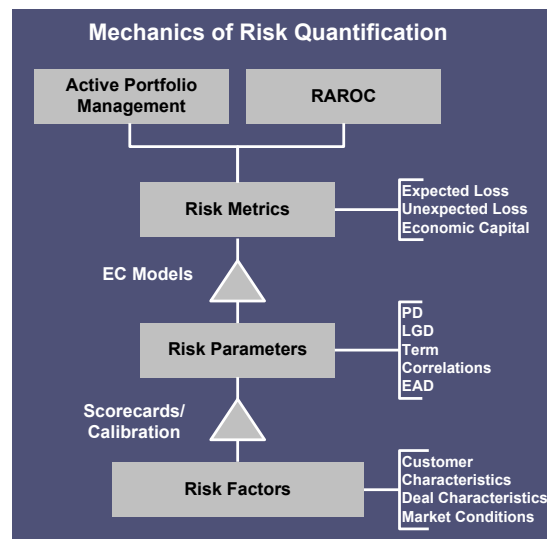 Mechanics of Risk Quantification
Active Portfolio
Management
RAROC
Risk Metrics
Expected Loss
Unexpected Loss
Economic Capital
EC Models
Risk Parameters
PD
LGD
Term
Correlations
EAD
Scorecards/
Calibration
Risk Factors
Customer
Characteristics
Deal Characteristics
Market Conditions